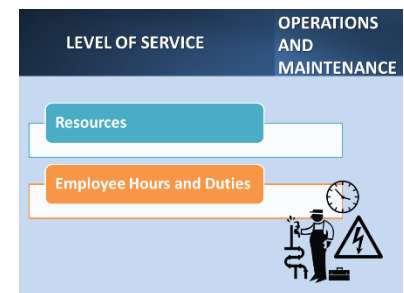 LEVEL OF SERVICE
OPERATIONS
AND
MAINTENANCE
Resources
Employee Hours and Duties